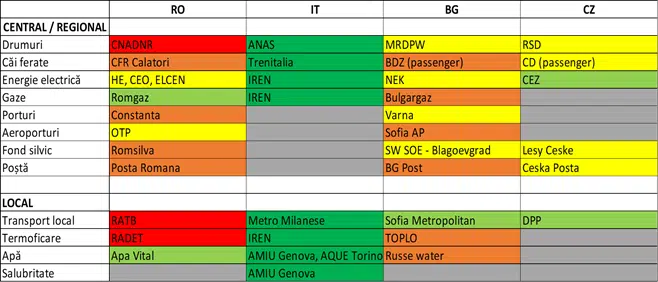 RO IT BG CZ
CENTRAL / REGIONAL
Drumuri CNADNR ANAS MRDPW RSD
Căi ferate CFR Calatori Trenitalia BDZ (passenger) CD (passenger)
Energie electrică HE, CEO, ELCEN IREN NEK CEZ
Gaze Romgaz IREN Bulgargaz
Porturi Constanta Varna
Aeroporturi OTP Sofia AP
Fond silvic Romsilva SW SOE - Blagoevgrad Lesy Ceske
Poștă Posta Romana BG Post Ceska Posta
LOCAL
Transport local RATB Metro Milanese Sofia Metropolitan DPP
Termoficare RADET IREN TOPLO
Apă Apa Vital AMIU Genova, AQUE Torino Russe water
Salubritate AMIU Genova